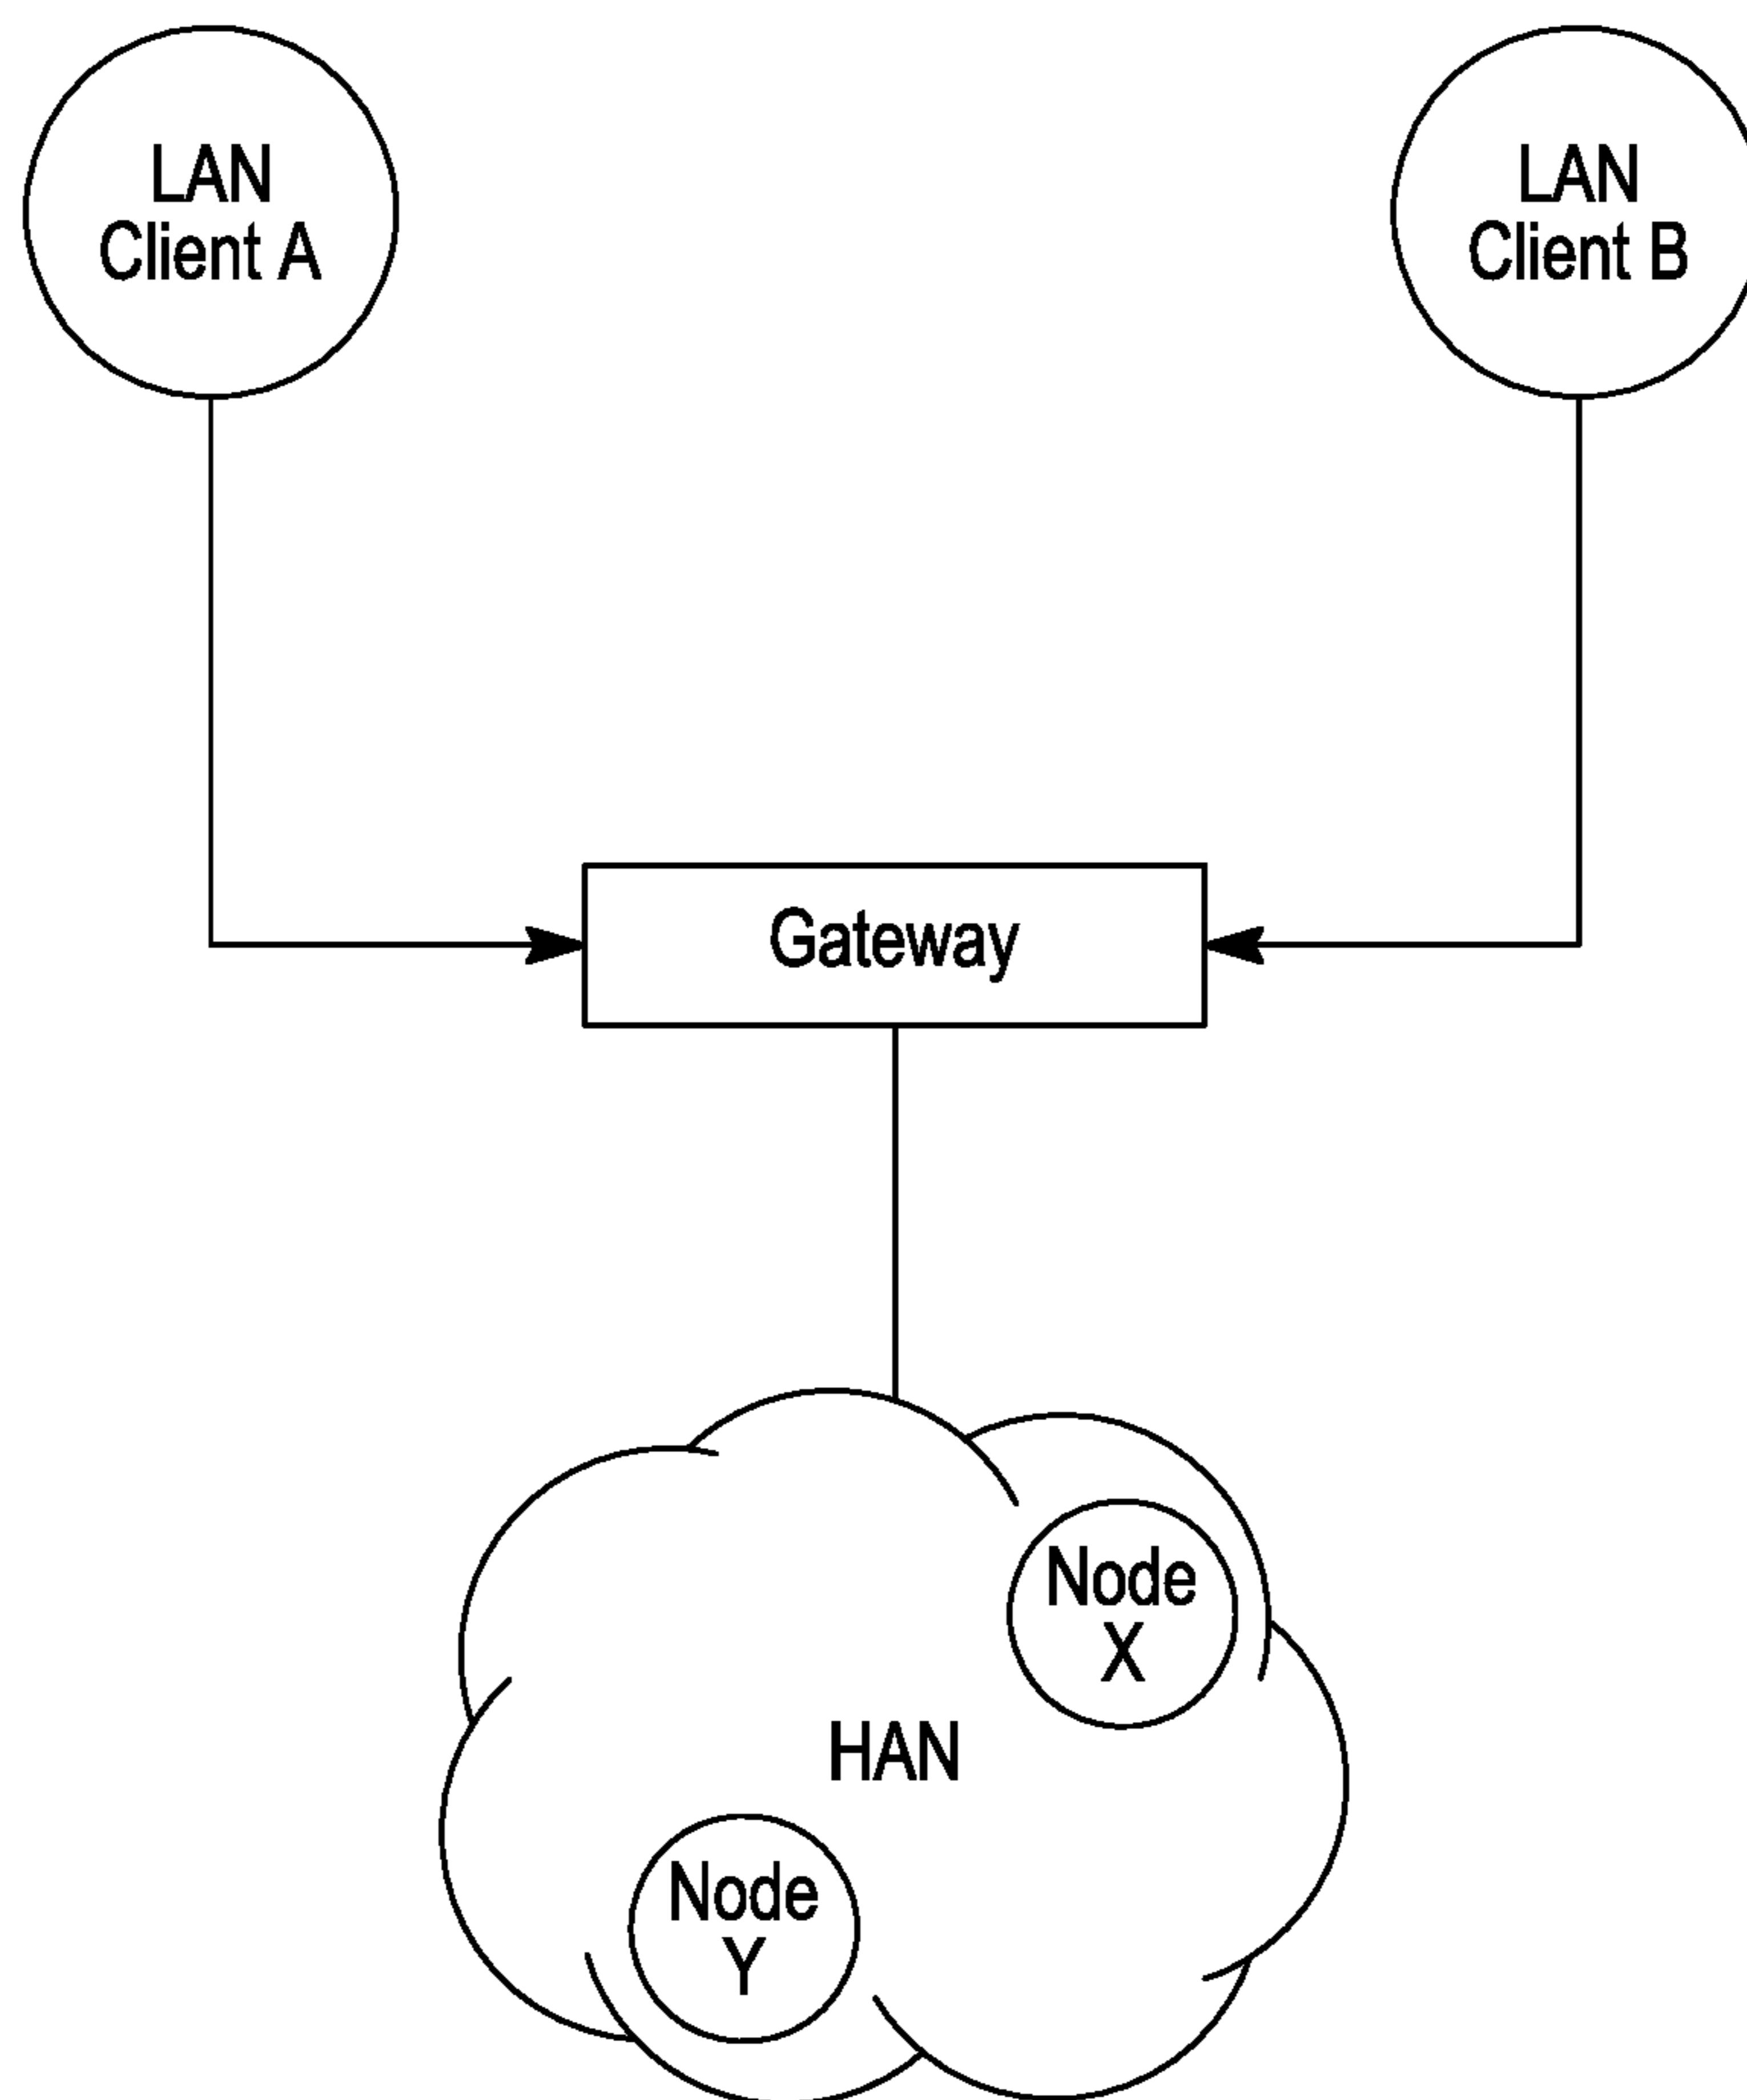 LAN
Client A
LAN
Client B
Gateway
Node
X
HAN
Node
Y